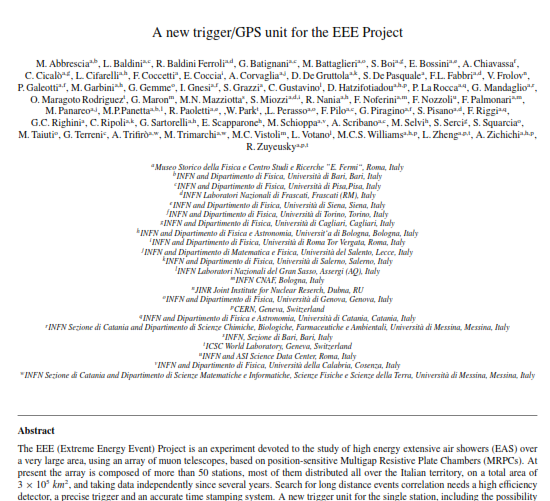 A new trigger/GPS unit for the EEE Project
M. Abbrescia a,b, L. Baldini a,c, R. Baldini Ferroli a,d, G. Batignani a,c, M. Battaglieri a,o, S. Boi a,g, E. Bossini a,e, A. Chiavassa f,
C. Cicalò a,g, L. Cifarelli a,h, F. Coccetti a, E. Coccia i, A. Corvaglia a,j, D. De Gruttola a,k, S. De Pasquale a, F.L. Fabbri a,d, V. Frolov n,
P. Galeotti a,f, M. Garbini a,h, G. Gemme o, I. Gnesi a,f, S. Grazzi a, C. Gustavino l, D. Hatzifotiadou a,h,p, P. La Rocca a,q, G. Mandaglio a,r,
O. Maragoto Rodriguez t, G. Maron m, M.N. Mazziotta s, S. Miozzi a,d,i, R. Nania a,h, F. Noferini a,m, F. Nozzoli u, F. Palmonari a,m,
M. Panareo a,j, M.P. Panetta a,b,1, R. Paoletti a,e, W. Park t, L. Perasso a,o, F. Pilo a,c, G. Piragino a,f, S. Pisano a,d, F. Riggi a,q,
G.C. Righini a, C. Ripoli a,k, G. Sartorelli a,h, E. Scapparone h, M. Schioppa a,v, A. Scribano a,c, M. Selvi h, S. Serci g, S. Squarcia o,
M. Taiuti o, G. Terreni c, A. Trifirò a,w, M. Trimarchi a,w, M.C. Vistoli m, L. Votano l, M.C.S. Williams a,h,p, L. Zheng a,p,t, A. Zichichi a,h,p,
R. Zuyeuski a,p,t
a Museo Storico della Fisica e Centro Studi e Ricerche "E. Fermi", Roma, Italy
b INFN and Dipartimento di Fisica, Università di Bari, Bari, Italy
c INFN and Dipartimento di Fisica, Università di Pisa,Pisa, Italy
d INFN Laboratori Nazionali di Frascati, Frascati (RM), Italy
e INFN and Dipartimento di Fisica, Università di Siena, Siena, Italy
f INFN and Dipartimento di Fisica, Università di Torino, Torino, Italy
g INFN and Dipartimento di Fisica, Università di Cagliari, Cagliari, Italy
h INFN and Dipartimento di Fisica e Astronomia, Universit'a di Bologna, Bologna, Italy
i INFN and Dipartimento di Fisica, Università di Roma Tor Vergata, Roma, Italy
j INFN and Dipartimento di Matematica e Fisica, Università del Salento, Lecce, Italy
k INFN and Dipartimento di Fisica, Università di Salerno, Salerno, Italy
l INFN Laboratori Nazionali del Gran Sasso, Assergi (AQ), Italy
m INFN CNAF, Bologna, Italy
n JINR Joint Institute for Nuclear Reserch, Dubna, RU
o INFN and Dipartimento di Fisica, Università di Genova, Genova, Italy
p CERN, Geneva, Switzerland
q INFN and Dipartimento di Fisica e Astronomia, Università di Catania, Catania, Italy
r INFN Sezione di Catania and Dipartimento di Scienze Chimiche, Biologiche, Farmaceutiche e Ambientali, Università di Messina, Messina, Italy
s INFN, Sezione di Bari, Bari, Italy
t ICSC World Laboratory, Geneva, Switzerland
u INFN and ASI Science Data Center, Roma, Italy
v INFN and Dipartimento di Fisica, Università della Calabria, Cosenza, Italy
w INFN Sezione di Catania and Dipartimento di Scienze Matematiche e Informatiche, Scienze Fisiche e Scienze della Terra, Università di Messina, Messina, Italy
Abstract
The EEE (Extreme Energy Event) Project is an experiment devoted to the study of high energy extensive air showers (EAS) over
a very large area, using an array of muon telescopes, based on position-sensitive Multigap Resistive Plate Chambers (MRPCs). At
present the array is composed of more than 50 stations, most of them distributed all over the Italian territory, on a total area of
3 × 10⁵ km², and taking data independently since several years. Search for long distance events correlation needs a high efficiency
detector, a precise trigger and an accurate time stamping system. A new trigger unit for the single station, including the possibility